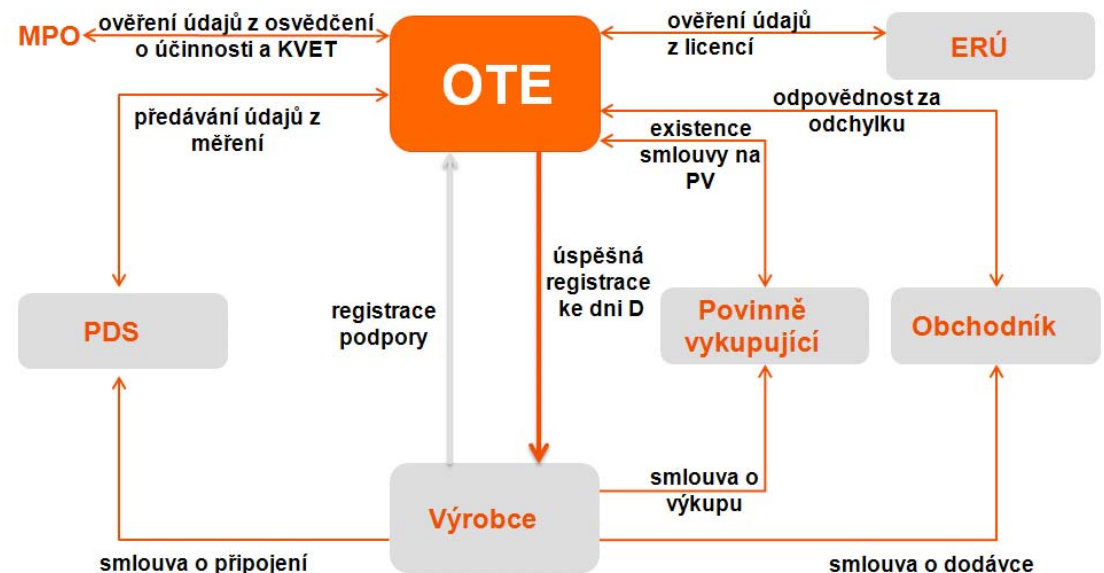 MPO
ověření údajů z osvědčení
o účinnosti a KVET
OTE
ověření údajů
z licencí
ERÚ
předávání údajů z
měření
existence
smlouvy na
PV
odpovědnost za
odchylku
registrace
podpory
úspěšná
registrace
ke dni D
PDS
Povinně
vykupující
Obchodník
Výrobce
smlouva o
výkupu
smlouva o připojení
smlouva o dodávce